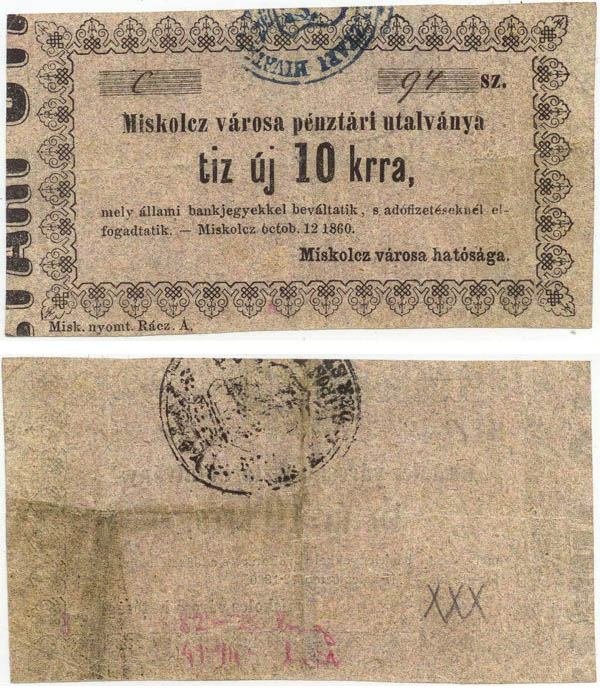 C 94 sz.
Miskolcz városa pénztári utalványa
tiz új 10 krra,
mely állami bankjegyekkel beváltatik, s adófizetéseknél el-
fogadtatik. — Miskolcz octob. 12 1860.
Miskolcz városa hatósága.
Misk. nyomt. Rácz. A.
XXX